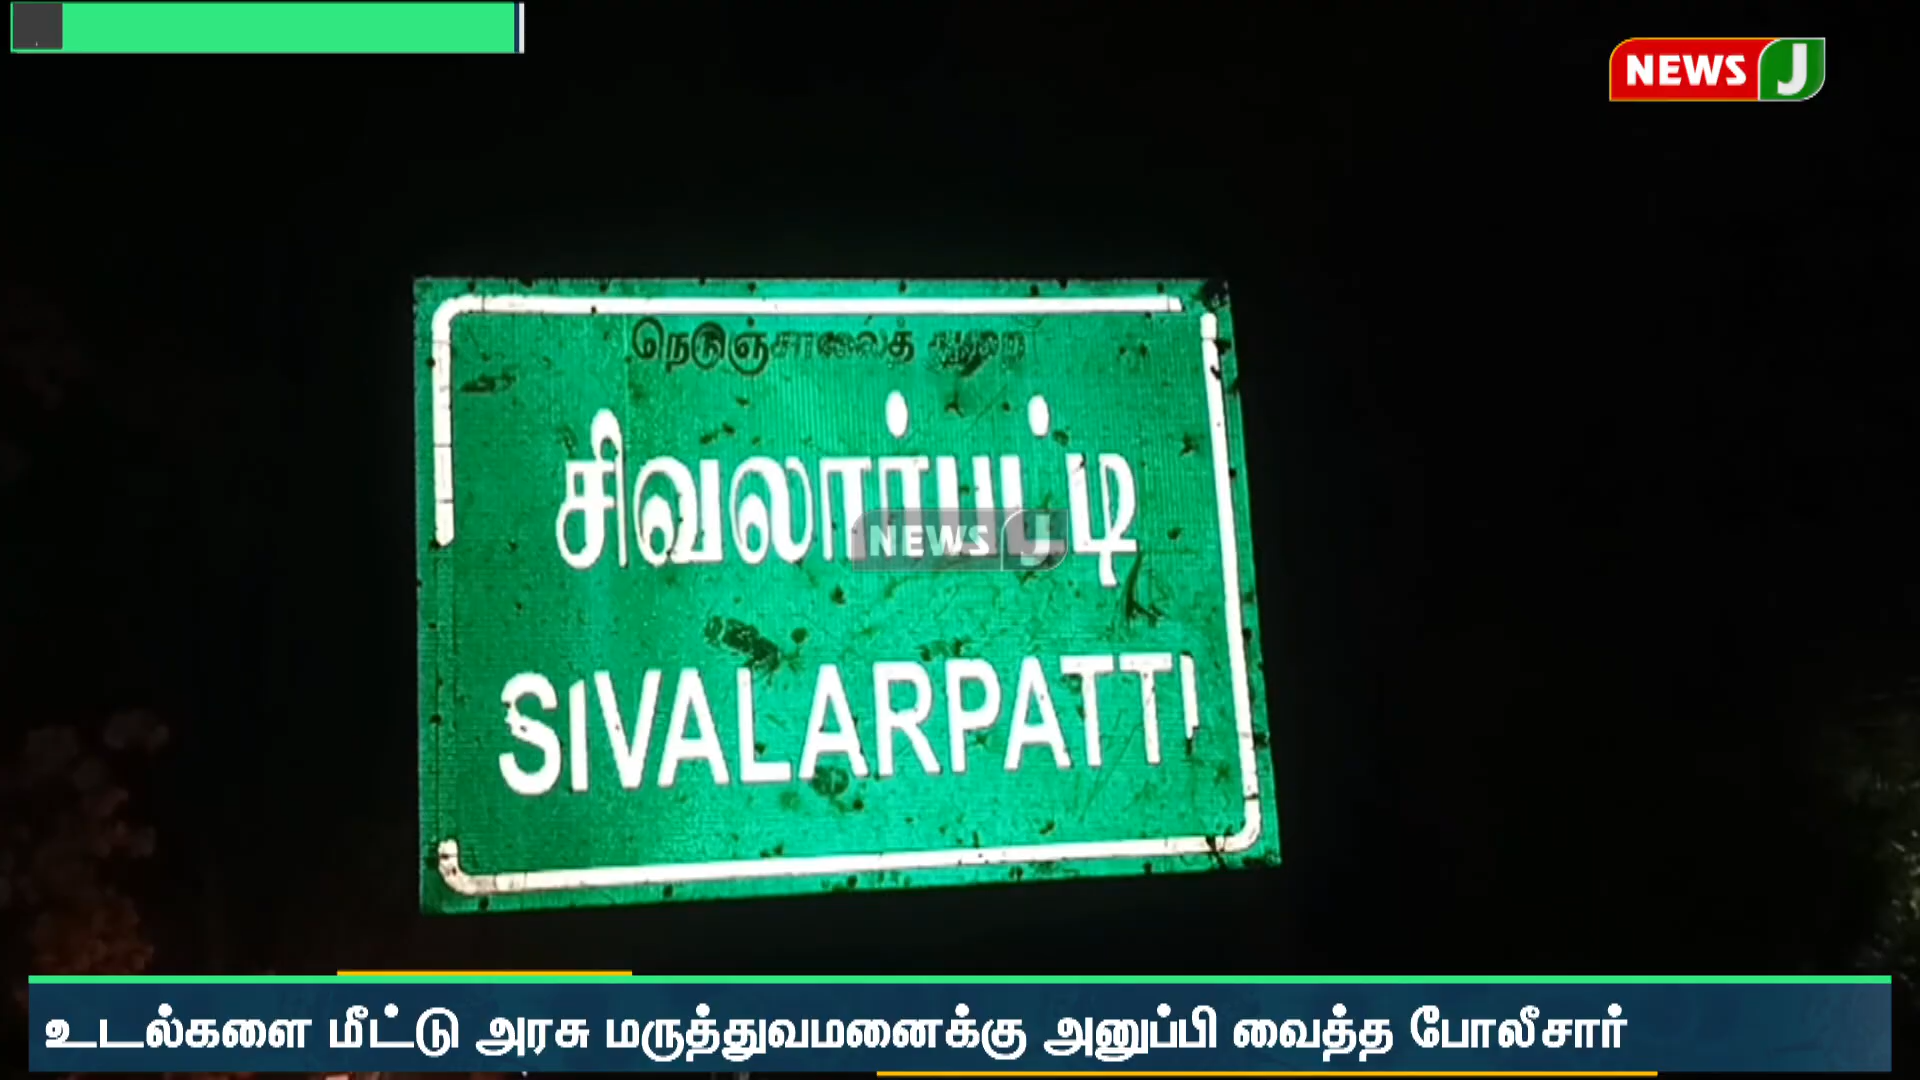 NEWS J
நெடுஞ்சாலைத் துறை
சிவலார்பட்டி
NEWS J
SIVALARPATTI
உடல்களை மீட்டு அரசு மருத்துவமனைக்கு அனுப்பி வைத்த போலீசார்